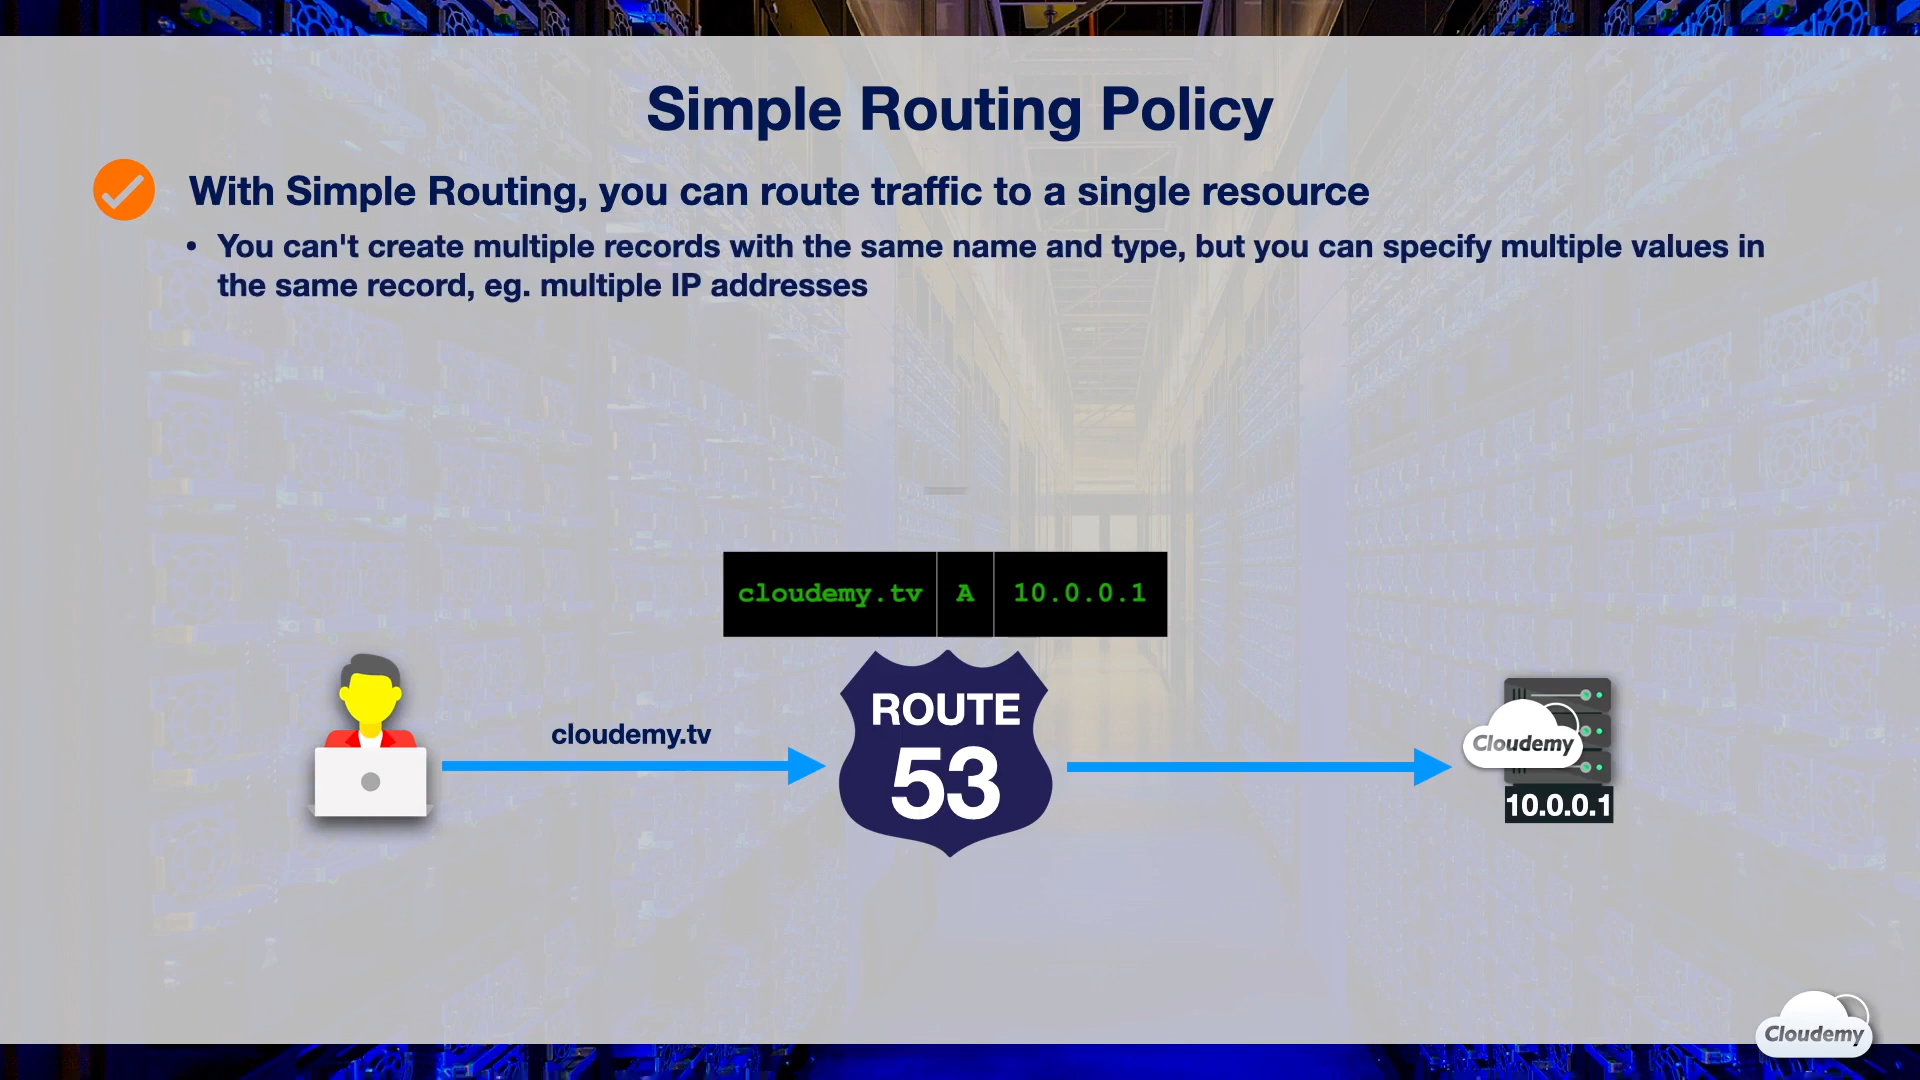 Simple Routing Policy
With Simple Routing, you can route traffic to a single resource
• You can't create multiple records with the same name and type, but you can specify multiple values in
the same record, eg. multiple IP addresses
cloudemy.tv A 10.0.0.1
ROUTE
53
cloudemy.tv
Cloudemy
10.0.0.1
Cloudemy